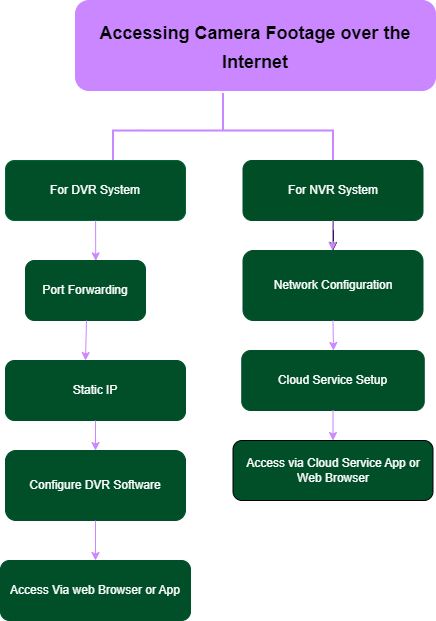 Accessing Camera Footage over the
Internet
For DVR System
For NVR System
Port Forwarding
Network Configuration
Static IP
Cloud Service Setup
Configure DVR Software
Access via Cloud Service App or
Web Browser
Access Via web Browser or App